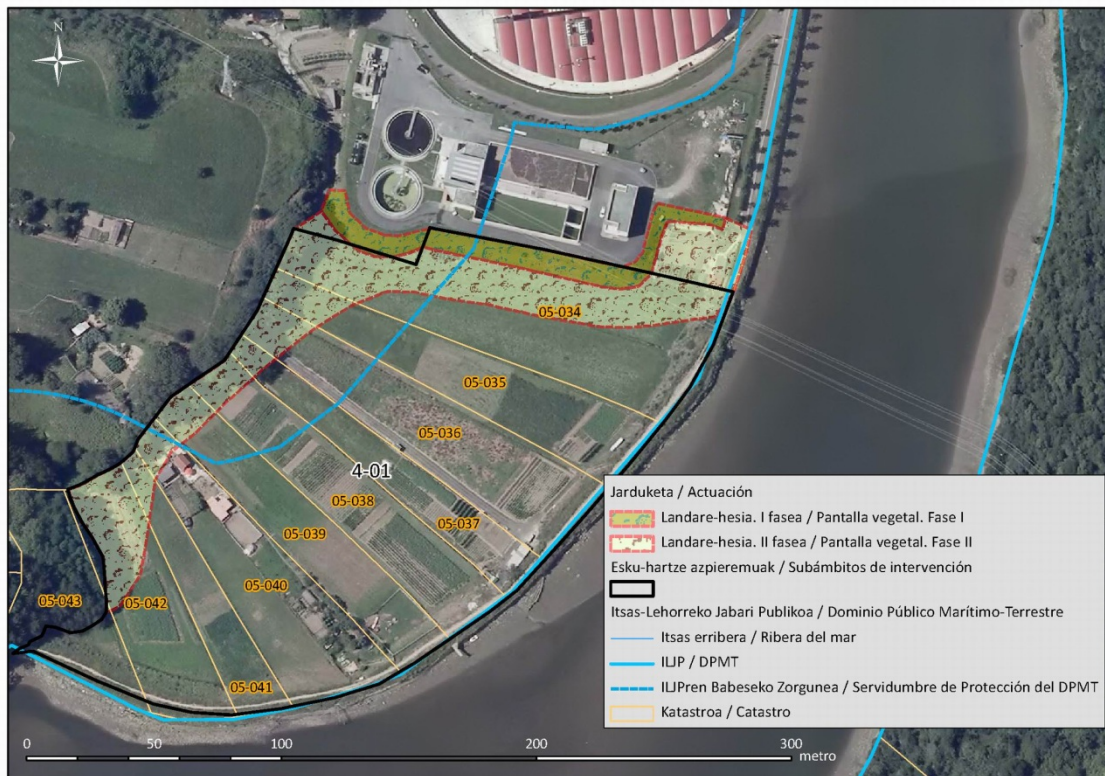 N
05-034
05-035
05-036
4-01
05-037
05-038
05-039
05-040
05-043
05-042
05-041
Jarduketa / Actuación
Landare-hesia. I fasea / Pantalla vegetal. Fase I
Landare-hesia. II fasea / Pantalla vegetal. Fase II
Esku-hartze azpieremuak / Subámbitos de intervención
Itsas-Lehorreko Jabari Publikoa / Dominio Público Marítimo-Terrestre
Itsas erribera / Ribera del mar
ILJP / DPMT
ILJPren Babeseko Zorgunea / Servidumbre de Protección del DPMT
Katastroa / Catastro
0 50 100 200 300
metro